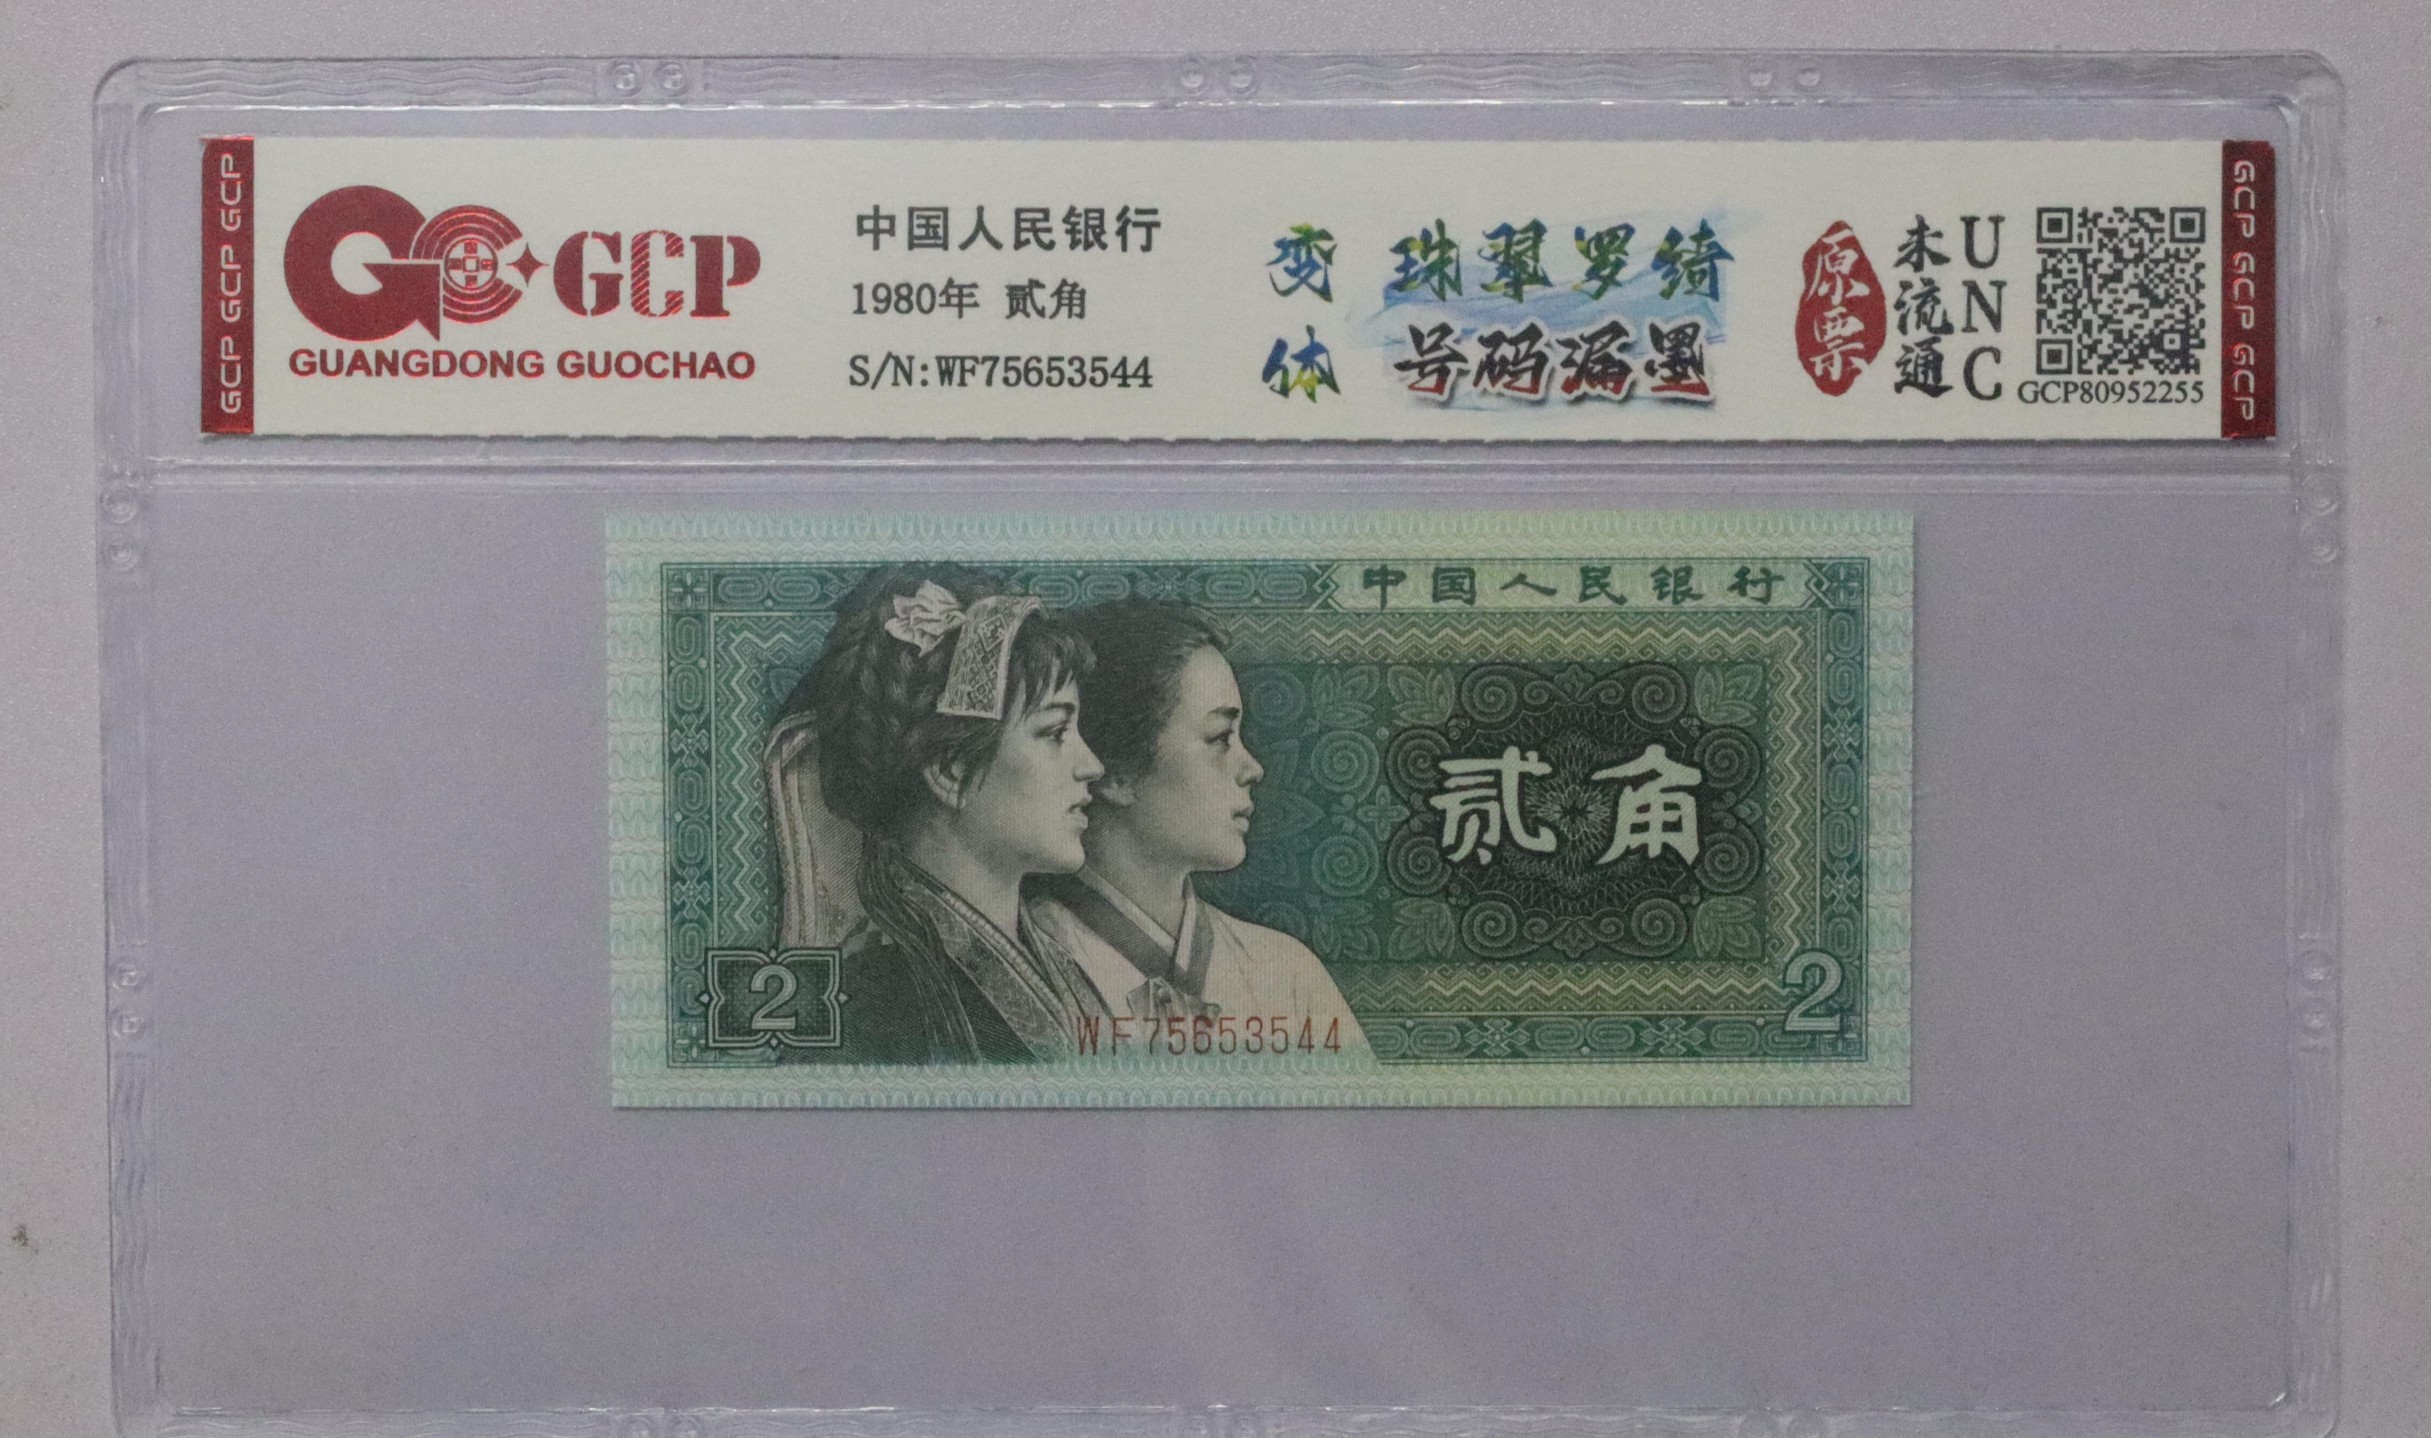 GCP GCP GCP
GCP
GUANGDONG GUOCHAO
中国人民银行
1980年 贰角
S/N:WF75653544
变体
珠翠罗绮
号码漏墨
原票
未流通
UNC
GCP80952255
GCP GCP GCP
中国人民银行
贰角
2
2
WF75653544